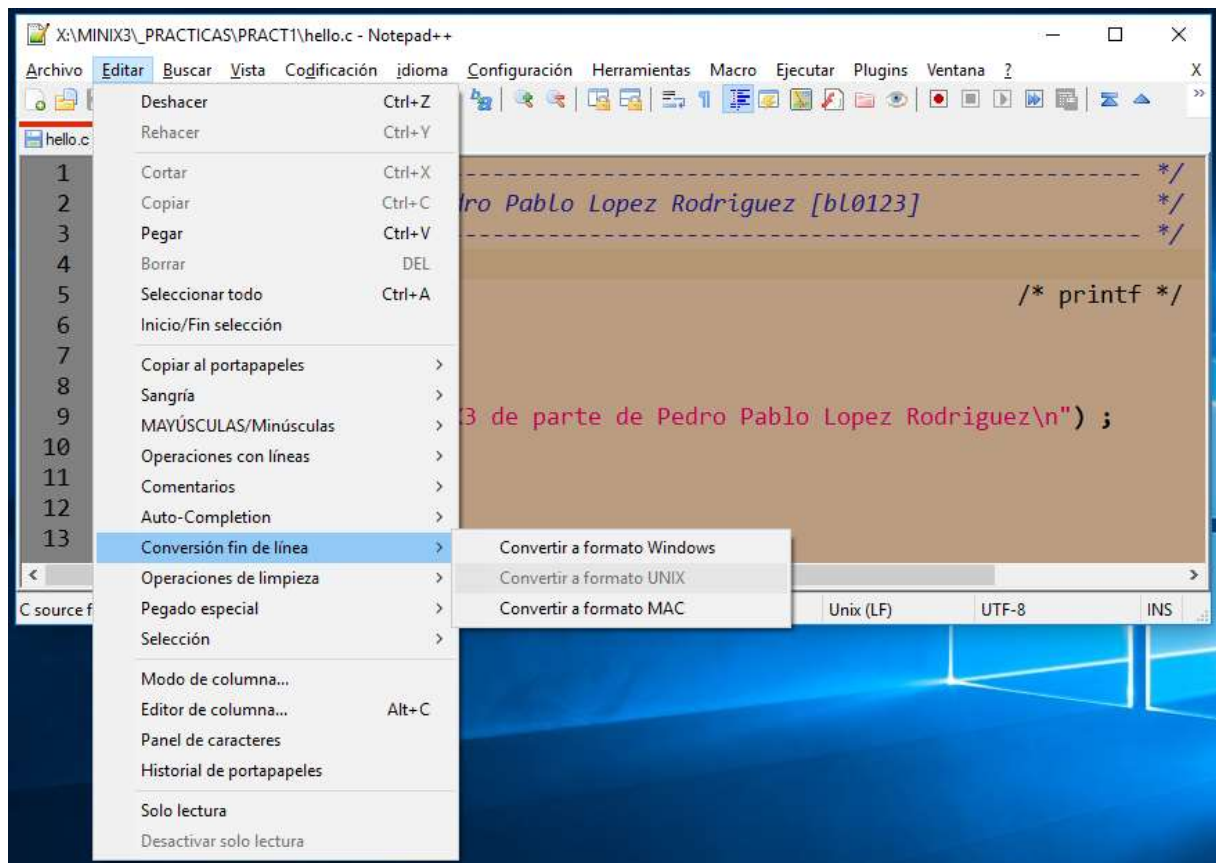 X:\MINIX3\_PRACTICAS\PRACT1\hello.c - Notepad++
Archivo Editar Buscar Vista Codificación idioma Configuración Herramientas Macro Ejecutar Plugins Ventana ? X
hello.c
Deshacer Ctrl+Z
Rehacer Ctrl+Y
Cortar Ctrl+X
Copiar Ctrl+C
Pegar Ctrl+V
Borrar DEL
Seleccionar todo Ctrl+A
Inicio/Fin selección
Copiar al portapapeles >
Sangría >
MAYÚSCULAS/Minúsculas >
Operaciones con líneas >
Comentarios >
Auto-Completion >
Conversión fin de línea >
Operaciones de limpieza >
Pegado especial >
Selección >
Modo de columna...
Editor de columna... Alt+C
Panel de caracteres
Historial de portapapeles
Solo lectura
Desactivar solo lectura
Convertir a formato Windows
Convertir a formato UNIX
Convertir a formato MAC
1 ------------------------------------------------- */
2 dro Pablo Lopez Rodriguez [bl0123] */
3 ------------------------------------------------- */
4
5 /* printf */
6
7
8
9 X3 de parte de Pedro Pablo Lopez Rodriguez\n") ;
10
11
12
13
C source f Unix (LF) UTF-8 INS